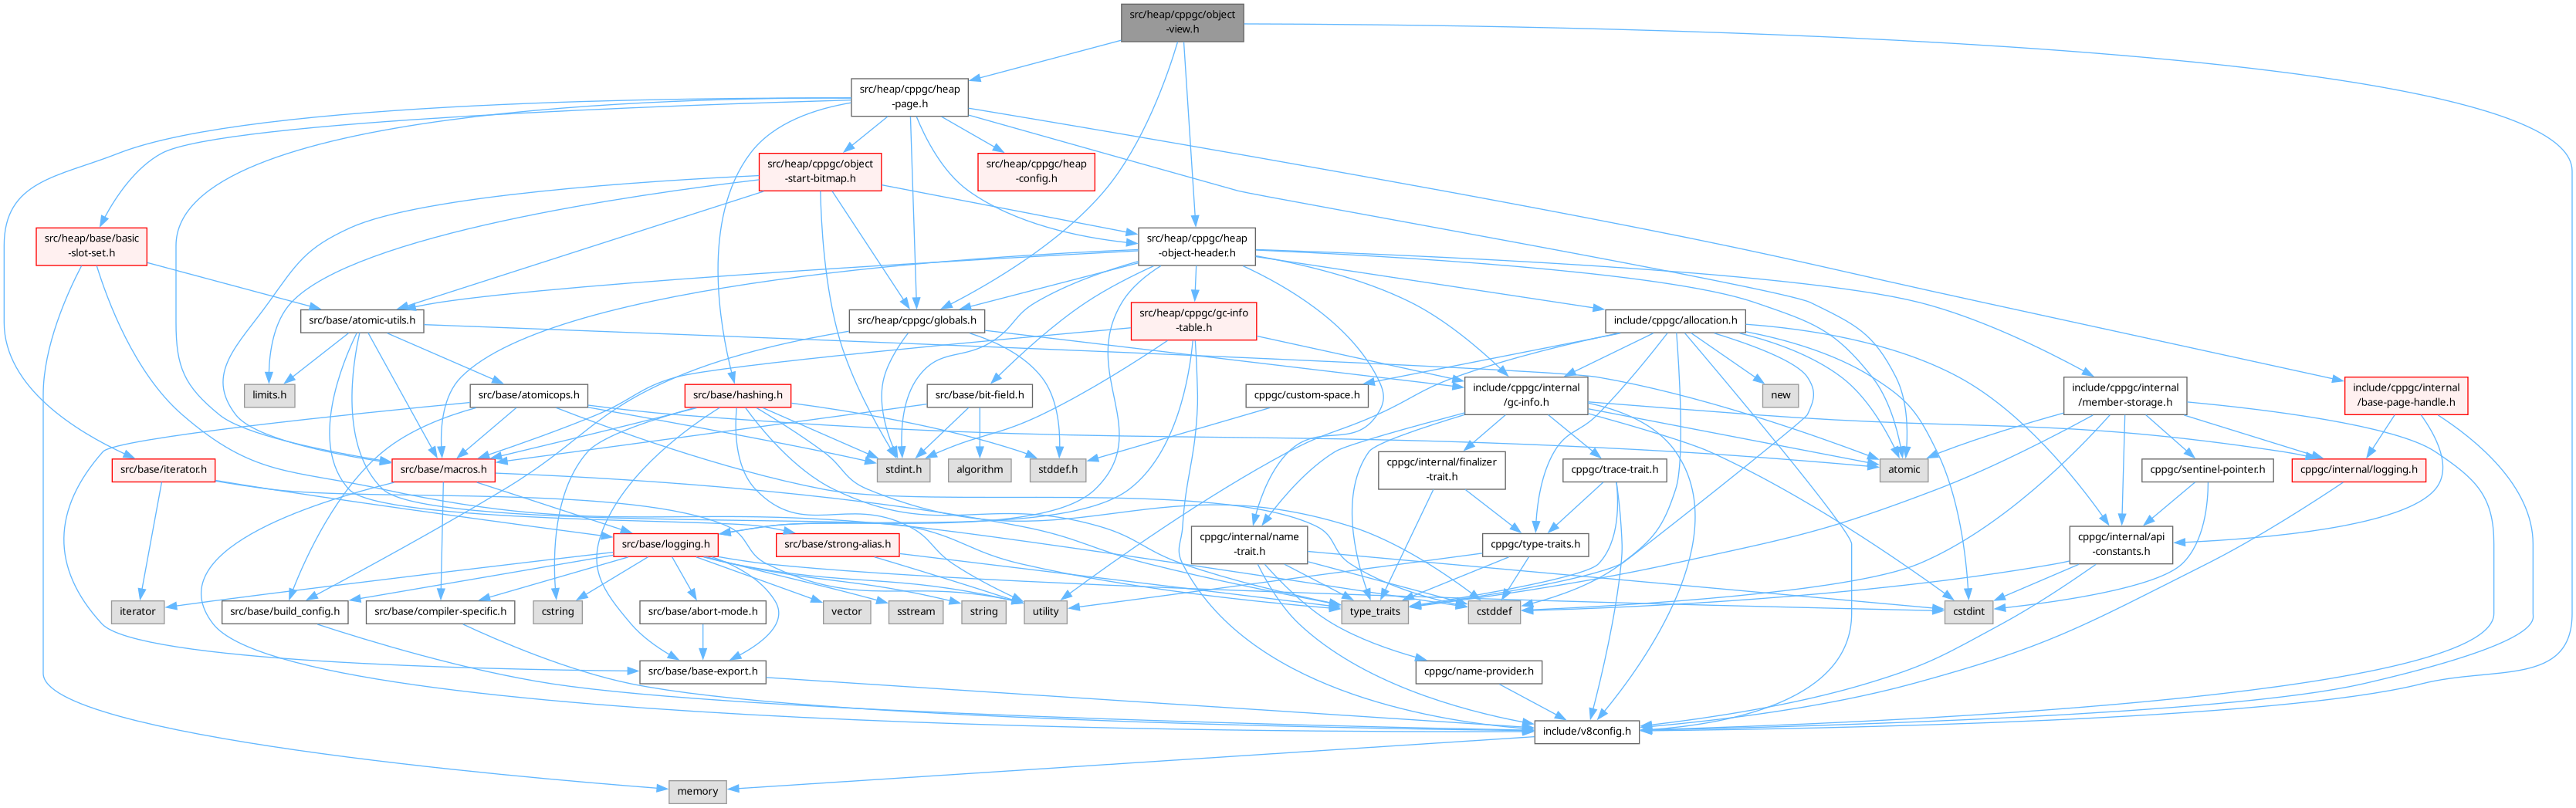 src/heap/cppgc/object
-view.h
src/heap/cppgc/heap
-page.h
src/heap/cppgc/object
-start-bitmap.h
src/heap/cppgc/heap
-config.h
src/heap/base/basic
-slot-set.h
src/heap/cppgc/heap
-object-header.h
src/base/atomic-utils.h
src/heap/cppgc/globals.h
src/heap/cppgc/gc-info
-table.h
include/cppgc/allocation.h
limits.h
src/base/atomicops.h
src/base/hashing.h
src/base/bit-field.h
cppgc/custom-space.h
include/cppgc/internal
/gc-info.h
new
include/cppgc/internal
/member-storage.h
include/cppgc/internal
/base-page-handle.h
src/base/iterator.h
src/base/macros.h
stdint.h
algorithm
stddef.h
cppgc/internal/finalizer
-trait.h
cppgc/trace-trait.h
atomic
cppgc/sentinel-pointer.h
cppgc/internal/logging.h
src/base/logging.h
src/base/strong-alias.h
cppgc/internal/name
-trait.h
cppgc/type-traits.h
cppgc/internal/api
-constants.h
iterator
src/base/build_config.h
src/base/compiler-specific.h
cstring
src/base/abort-mode.h
vector
sstream
string
utility
type_traits
cstddef
cstdint
src/base/base-export.h
cppgc/name-provider.h
include/v8config.h
memory